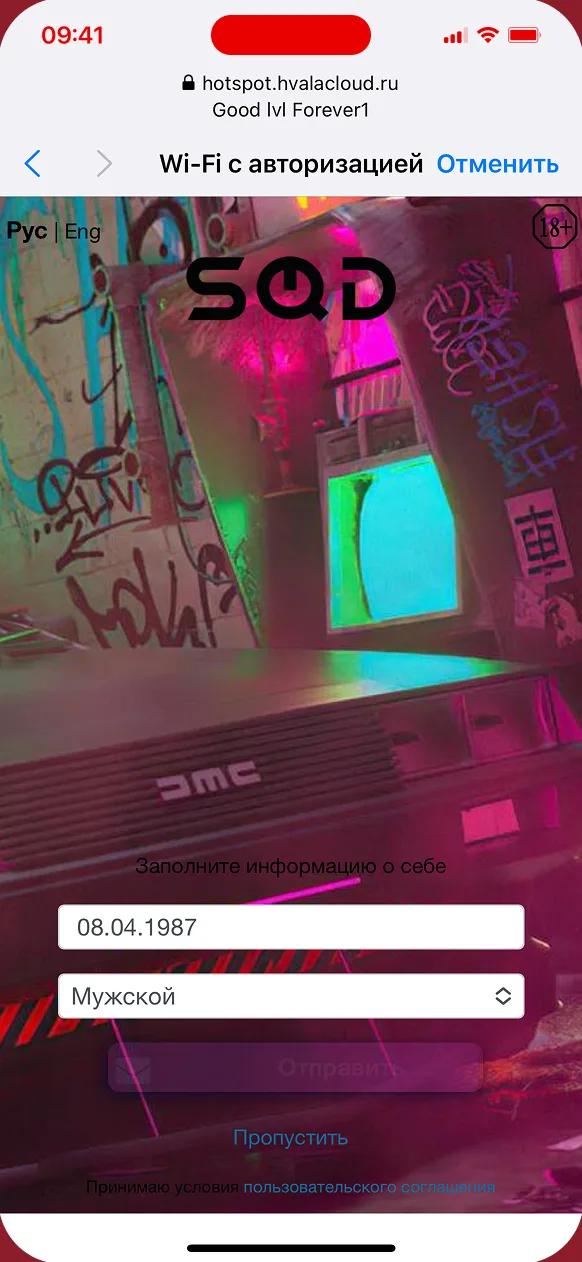 09:41
hotspot.hvalacloud.ru
Good lvl Forever1
Wi-Fi с авторизацией Отменить
Рус | Eng
18+
SQD
DMC
Заполните информацию о себе
08.04.1987
Мужской
Отправить
Пропустить
Принимаю условия пользовательского соглашения